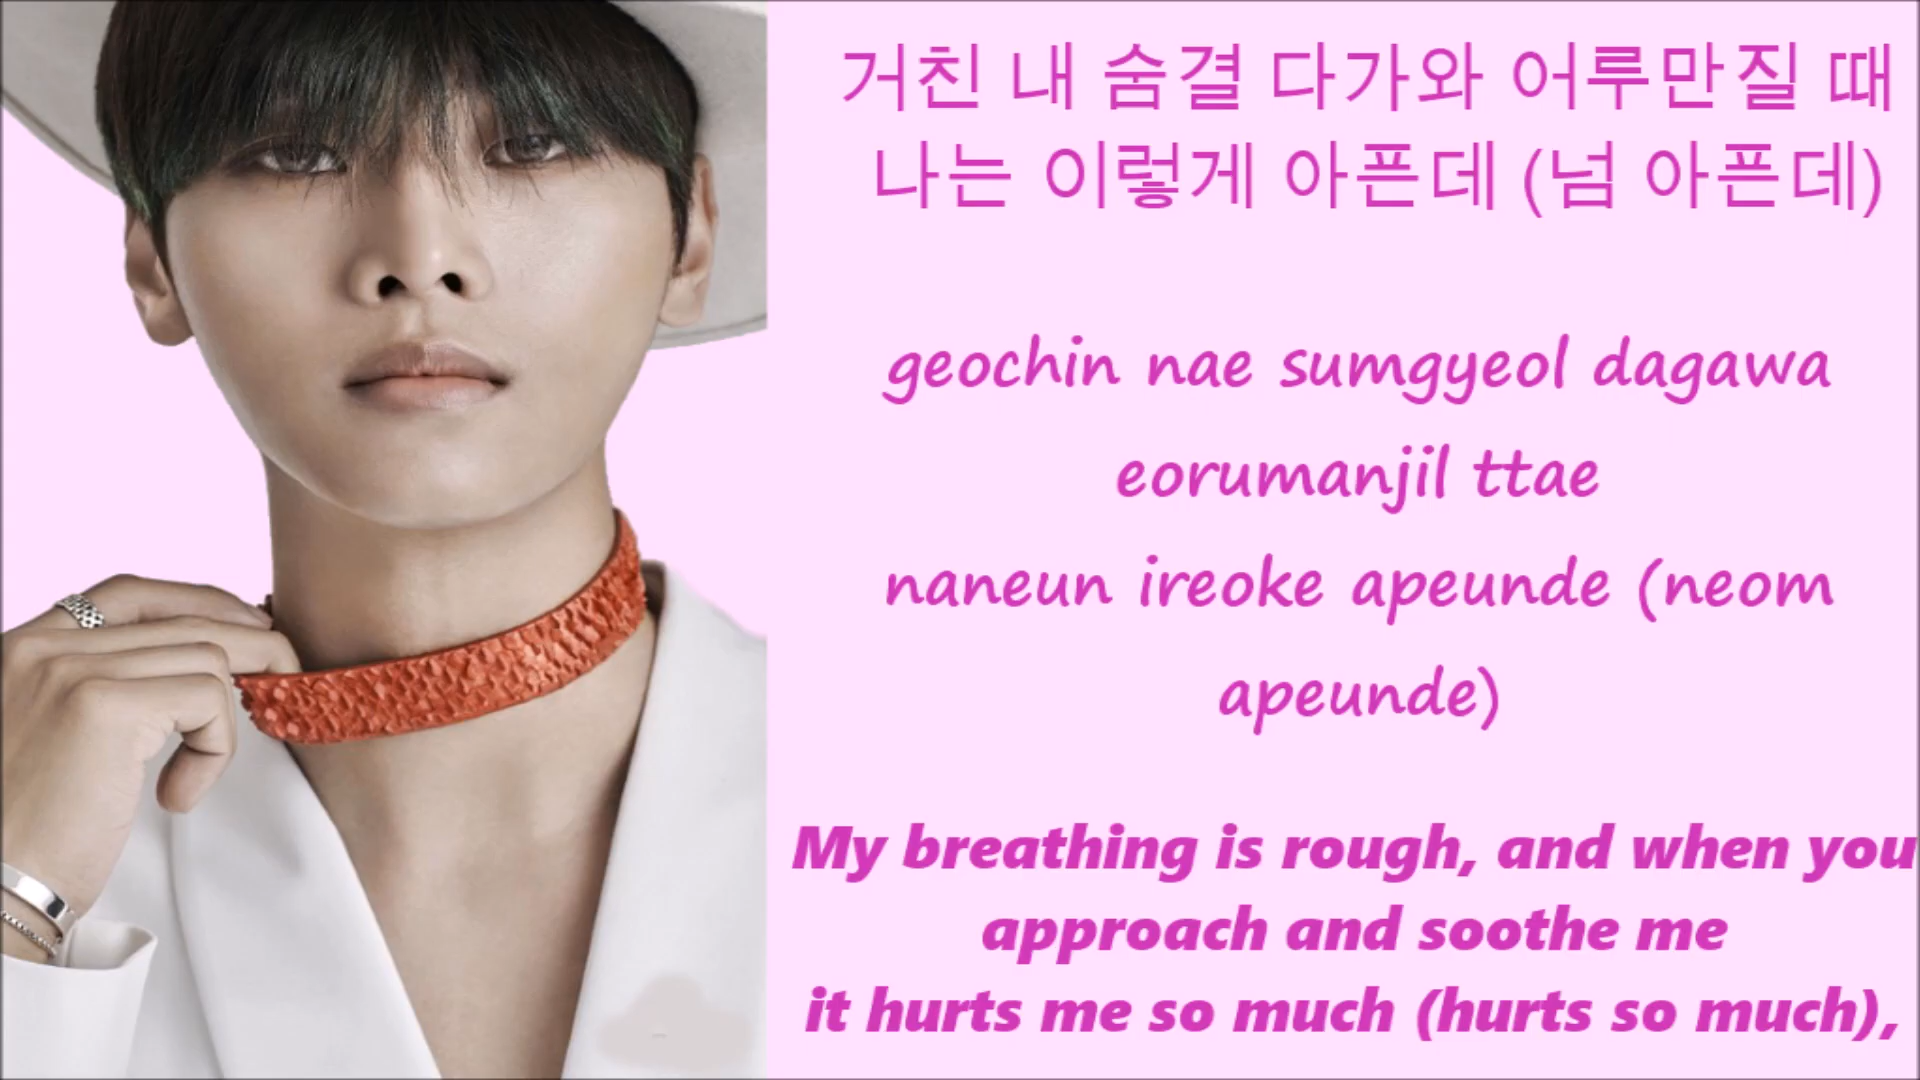 거친 내 숨결 다가와 어루만질 때
나는 이렇게 아픈데 (넘 아픈데)
geochin nae sumgyeol dagawa
eorumanjil ttae
naneun ireoke apeunde (neom
apeunde)
My breathing is rough, and when you
approach and soothe me
it hurts me so much (hurts so much),